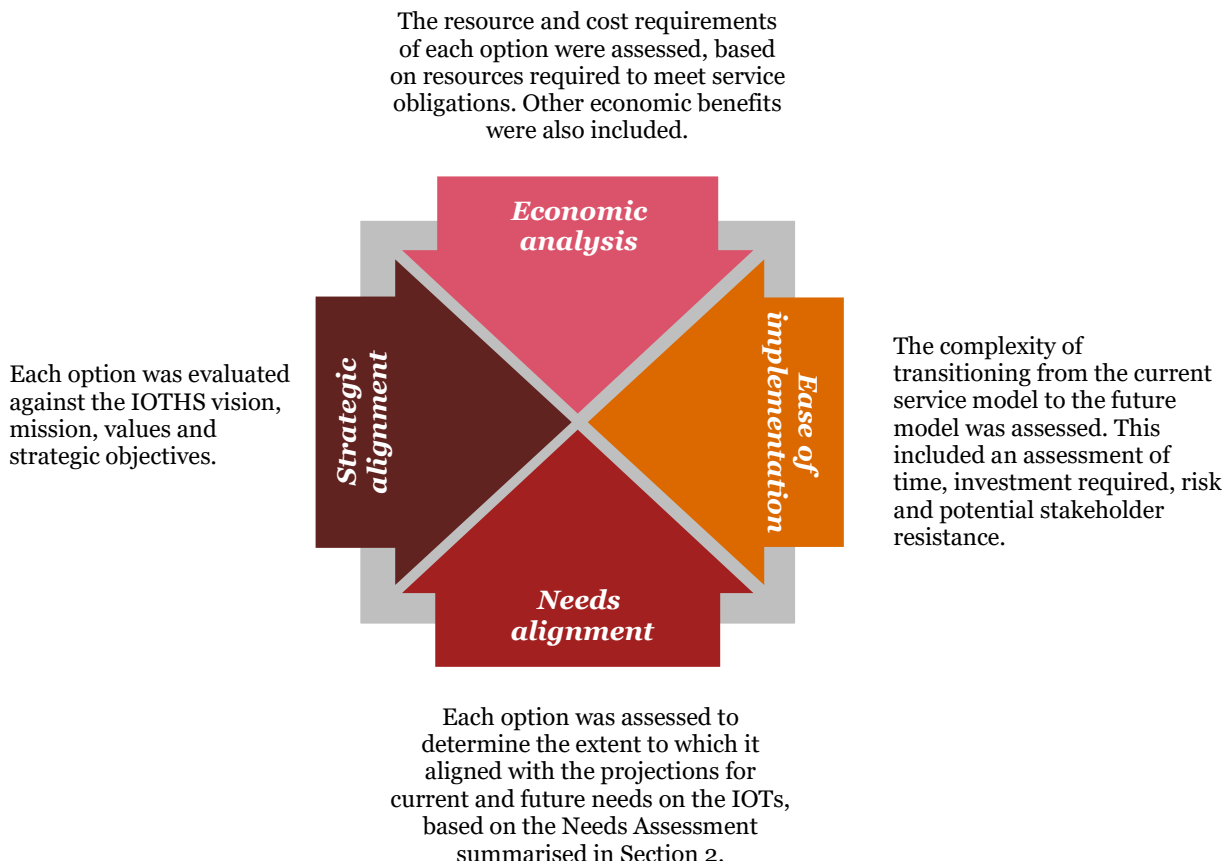 The resource and cost requirements
of each option were assessed, based
on resources required to meet service
obligations. Other economic benefits
were also included.
Economic
analysis
Strategic
alignment
Ease of
implementation
Needs
alignment
Each option was evaluated
against the IOTHS vision,
mission, values and
strategic objectives.
The complexity of
transitioning from the current
service model to the future
model was assessed. This
included an assessment of
time, investment required, risk
and potential stakeholder
resistance.
Each option was assessed to
determine the extent to which it
aligned with the projections for
current and future needs on the IOTs,
based on the Needs Assessment
summarised in Section 2.